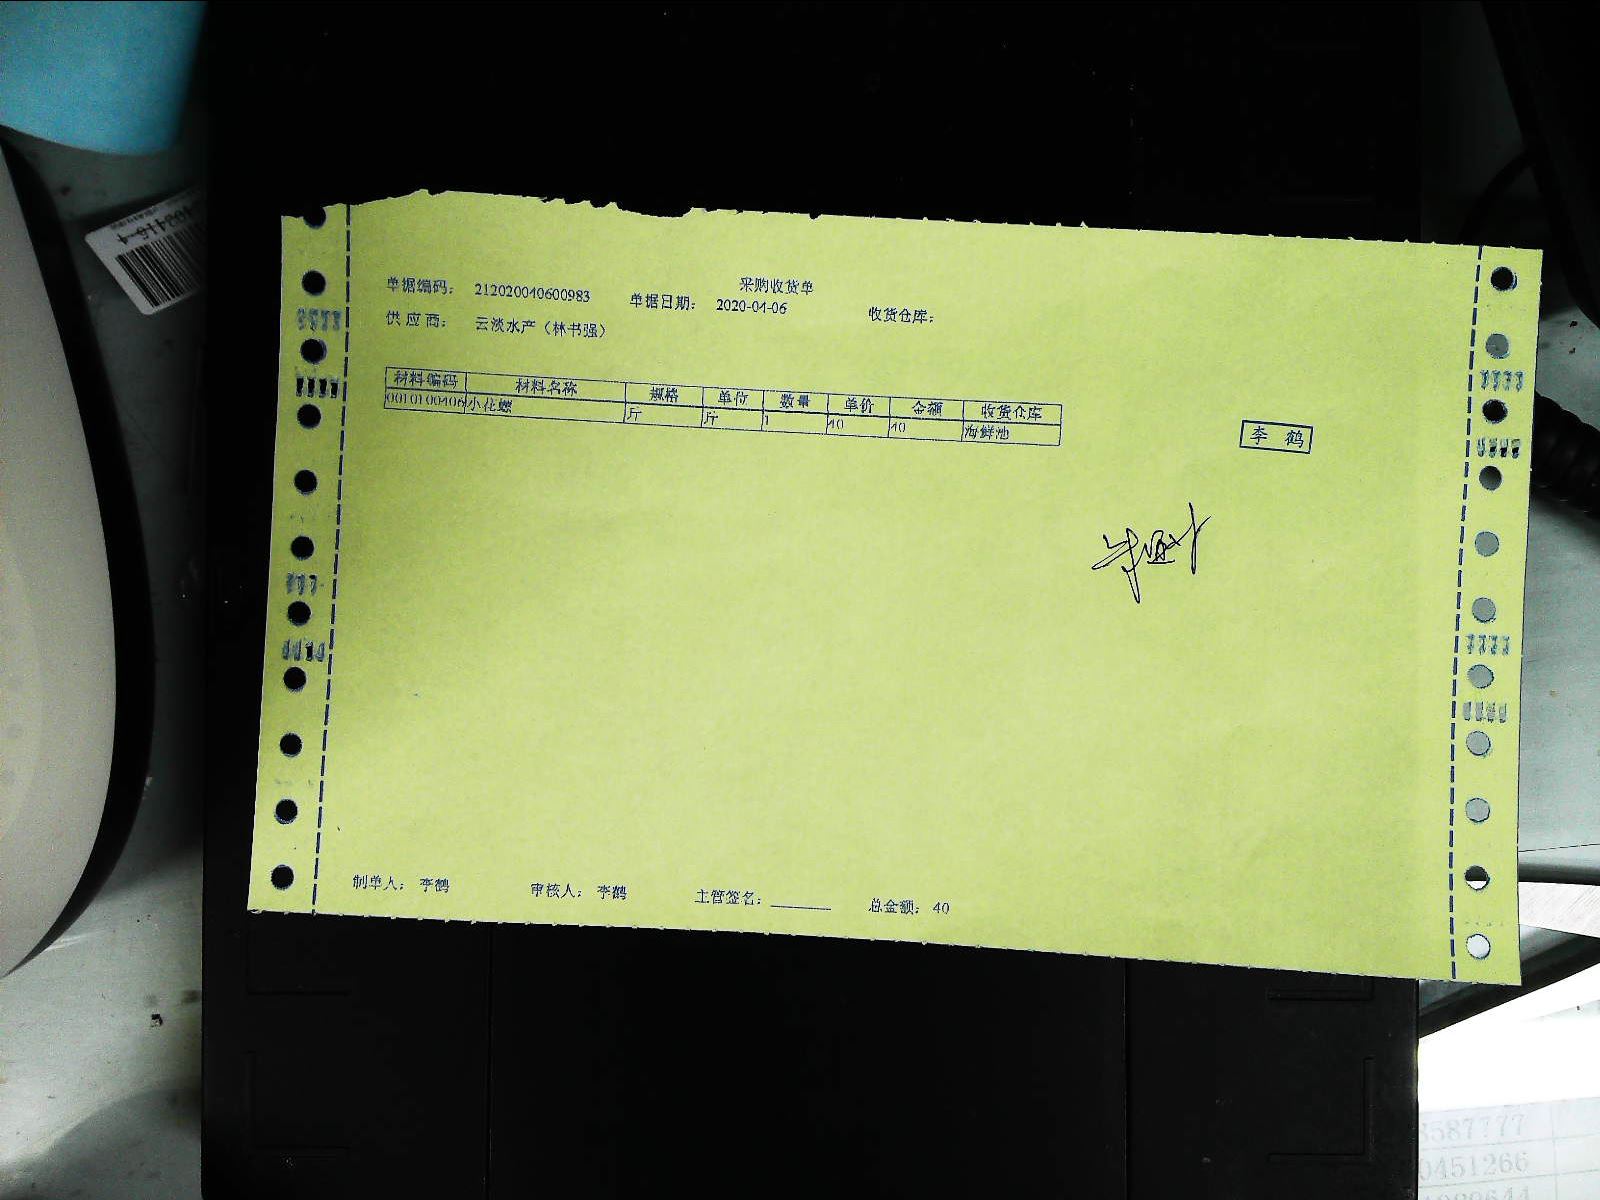 采购收货单
单据编码： 212020040600983 单据日期： 2020-04-06 收货仓库：
供 应 商： 云淡水产（林书强）
材料编码 材料名称 规格 单位 数量 单价 金额 收货仓库
0010100406 小花螺 斤 斤 1 40 40 海鲜池
李 鹤
制单人： 李鹤 审核人： 李鹤 主管签名： 总金额： 40
587777
0451266